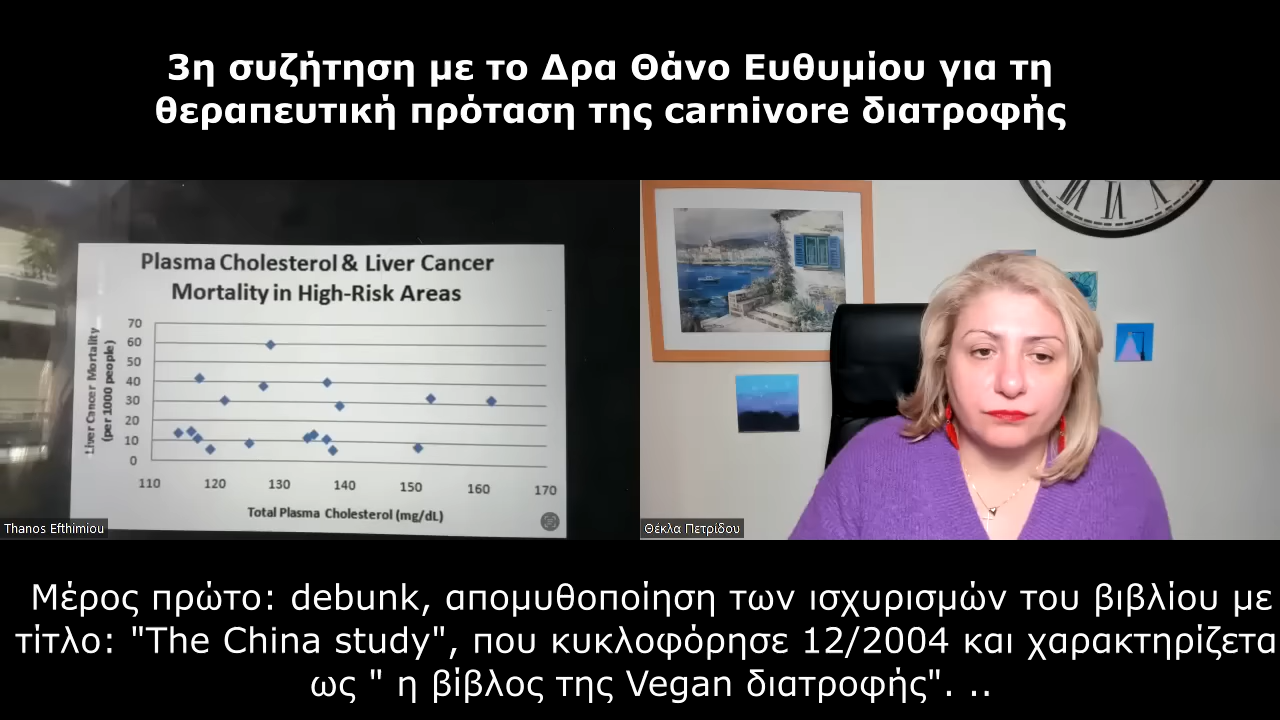 3η συζήτηση με το Δρα Θάνο Ευθυμίου για τη
θεραπευτική πρόταση της carnivore διατροφής
Plasma Cholesterol & Liver Cancer
Mortality in High-Risk Areas
Liver Cancer Mortality
(per 1000 people)
70
60
50
40
30
20
10
0
110 120 130 140 150 160 170
Total Plasma Cholesterol (mg/dL)
Thanos Efthimiou
Θέκλα Πετρίδου
Μέρος πρώτο: debunk, απομυθοποίηση των ισχυρισμών του βιβλίου με
τίτλο: "The China study", που κυκλοφόρησε 12/2004 και χαρακτηρίζετα
ως " η βίβλος της Vegan διατροφής". ..